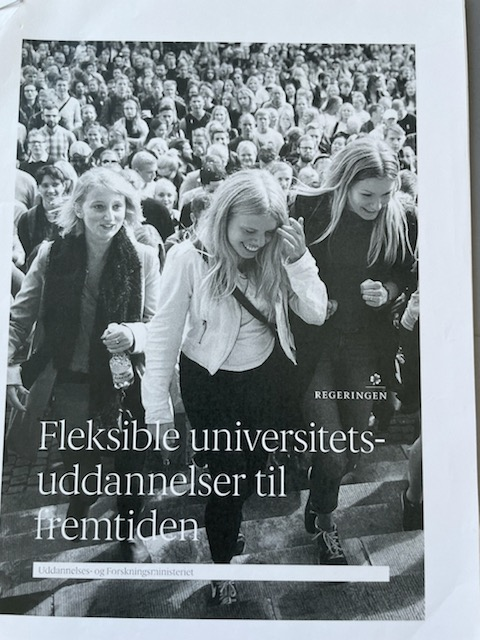 REGERINGEN
Fleksible universitets-
uddannelser til
fremtiden
Uddannelses- og Forskningsministeriet